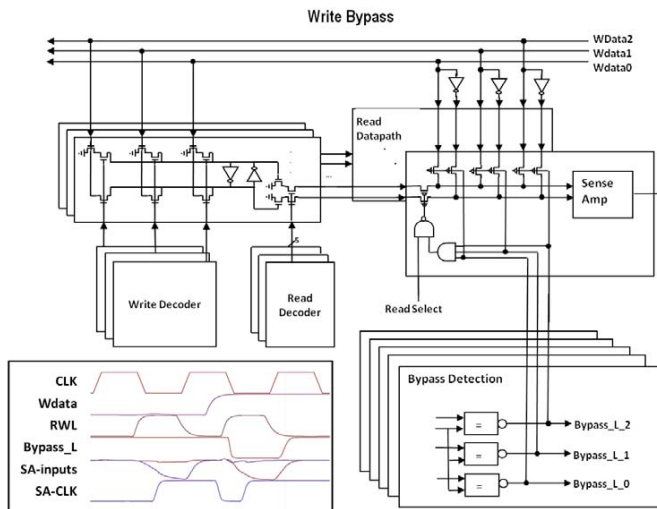 Write Bypass
WData2
Wdata1
Wdata0
Read
Datapath
...
Sense
Amp
5
Write Decoder
Read
Decoder
Read Select
Bypass Detection
=
Bypass_L_2
=
Bypass_L_1
=
Bypass_L_0
CLK
Wdata
RWL
Bypass_L
SA-inputs
SA-CLK